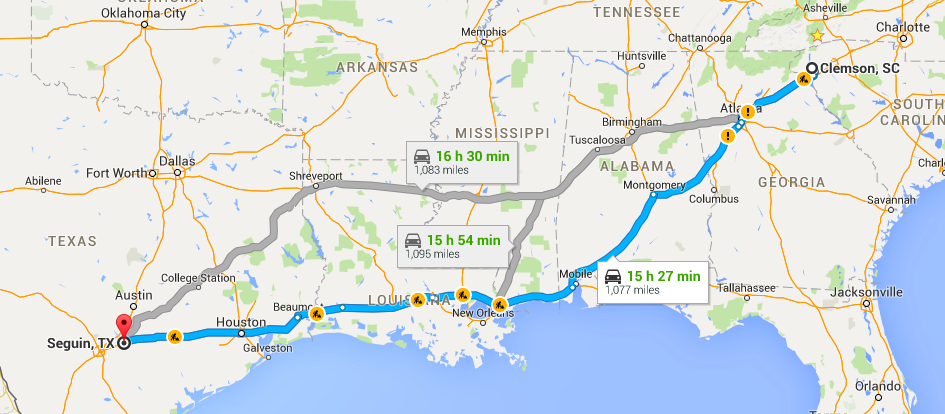 OKLAHOMA
Oklahoma City
TENNESSEE
Asheville
Charlotte
Memphis
Chattanooga
Huntsville
ARKANSAS
Clemson, SC
SOUTH
CAROLIN
Atlanta
Birmingham
MISSISSIPPI
Tuscaloosa
16 h 30 min
1,083 miles
Dallas
Fort Worth
Abilene
Shreveport
ALABAMA
Montgomery
GEORGIA
Columbus
Savannah
TEXAS
15 h 54 min
1,095 miles
College Station
Austin
Mobile
15 h 27 min
1,077 miles
Tallahassee
Jacksonville
LOUISIANA
Beaumont
Houston
New Orleans
Seguin, TX
Galveston
Orlando